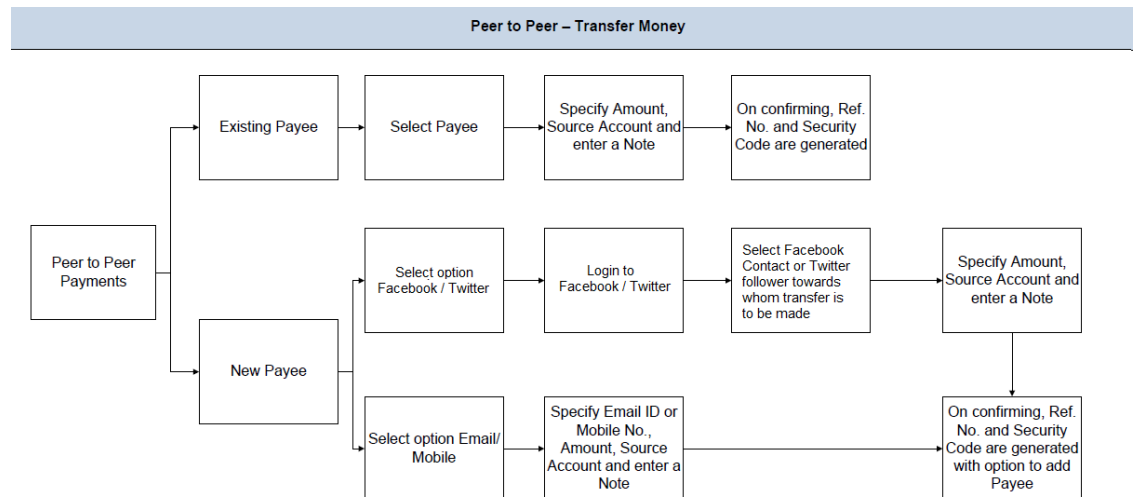 Peer to Peer – Transfer Money
Existing Payee
Select Payee
Specify Amount,
Source Account and
enter a Note
On confirming, Ref.
No. and Security
Code are generated
Peer to Peer
Payments
Select option
Facebook / Twitter
Login to
Facebook / Twitter
Select Facebook
Contact or Twitter
follower towards
whom transfer is
to be made
Specify Amount,
Source Account and
enter a Note
New Payee
Select option Email/
Mobile
Specify Email ID or
Mobile No.,
Amount, Source
Account and enter a
Note
On confirming, Ref.
No. and Security
Code are generated
with option to add
Payee